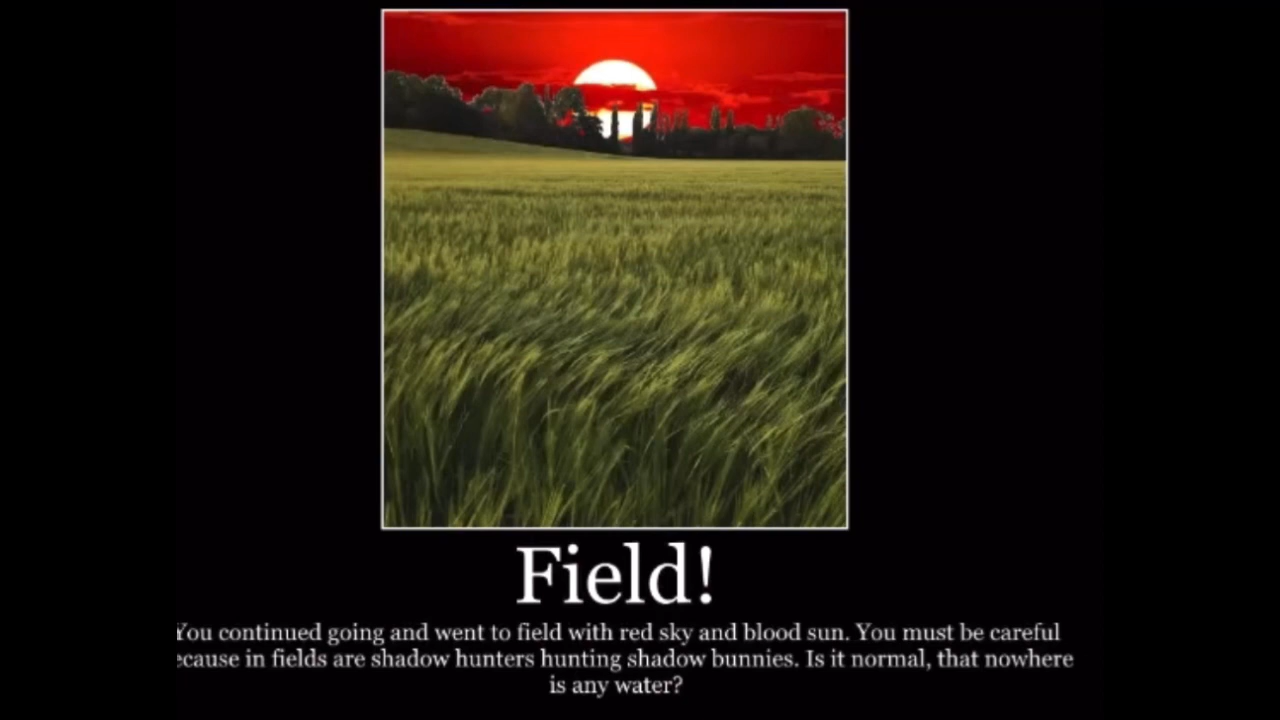 Field!
You continued going and went to field with red sky and blood sun. You must be careful
ecause in fields are shadow hunters hunting shadow bunnies. Is it normal, that nowhere
is any water?